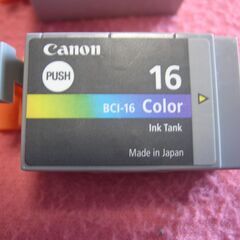 Canon
PUSH
16
BCI-16 Color
Ink Tank
Made in Japan